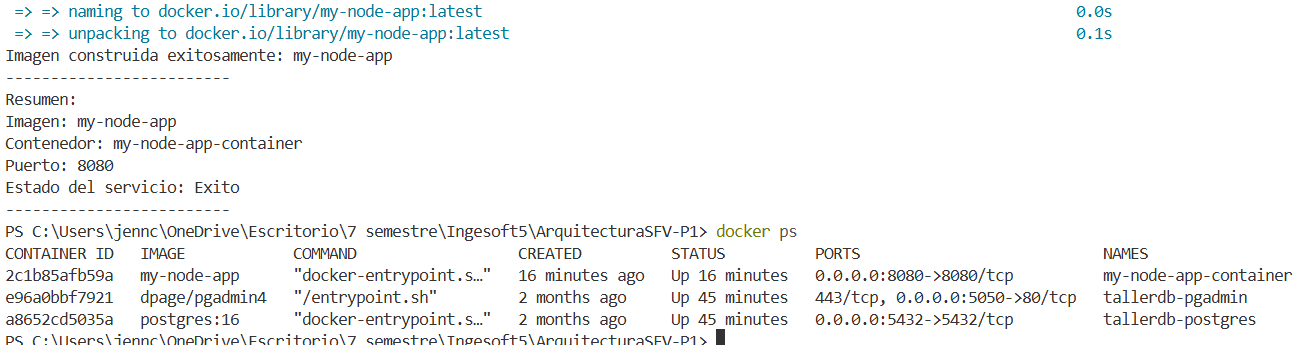 => => naming to docker.io/library/my-node-app:latest 0.0s
=> => unpacking to docker.io/library/my-node-app:latest 0.1s
Imagen construida exitosamente: my-node-app
-------------------------
Resumen:
Imagen: my-node-app
Contenedor: my-node-app-container
Puerto: 8080
Estado del servicio: Exito
-------------------------
PS C:\Users\jennc\OneDrive\Escritorio\7 semestre\Ingesoft5\ArquitecturaSFV-P1> docker ps
CONTAINER ID IMAGE COMMAND CREATED STATUS PORTS NAMES
2c1b85afb59a my-node-app "docker-entrypoint.s…" 16 minutes ago Up 16 minutes 0.0.0.0:8080->8080/tcp my-node-app-container
e96a0bbf7921 dpage/pgadmin4 "/entrypoint.sh" 2 months ago Up 45 minutes 443/tcp, 0.0.0.0:5050->80/tcp tallerdb-pgadmin
a8652cd5035a postgres:16 "docker-entrypoint.s…" 2 months ago Up 45 minutes 0.0.0.0:5432->5432/tcp tallerdb-postgres
PS C:\Users\jennc\OneDrive\Escritorio\7 semestre\Ingesoft5\ArquitecturaSFV-P1>